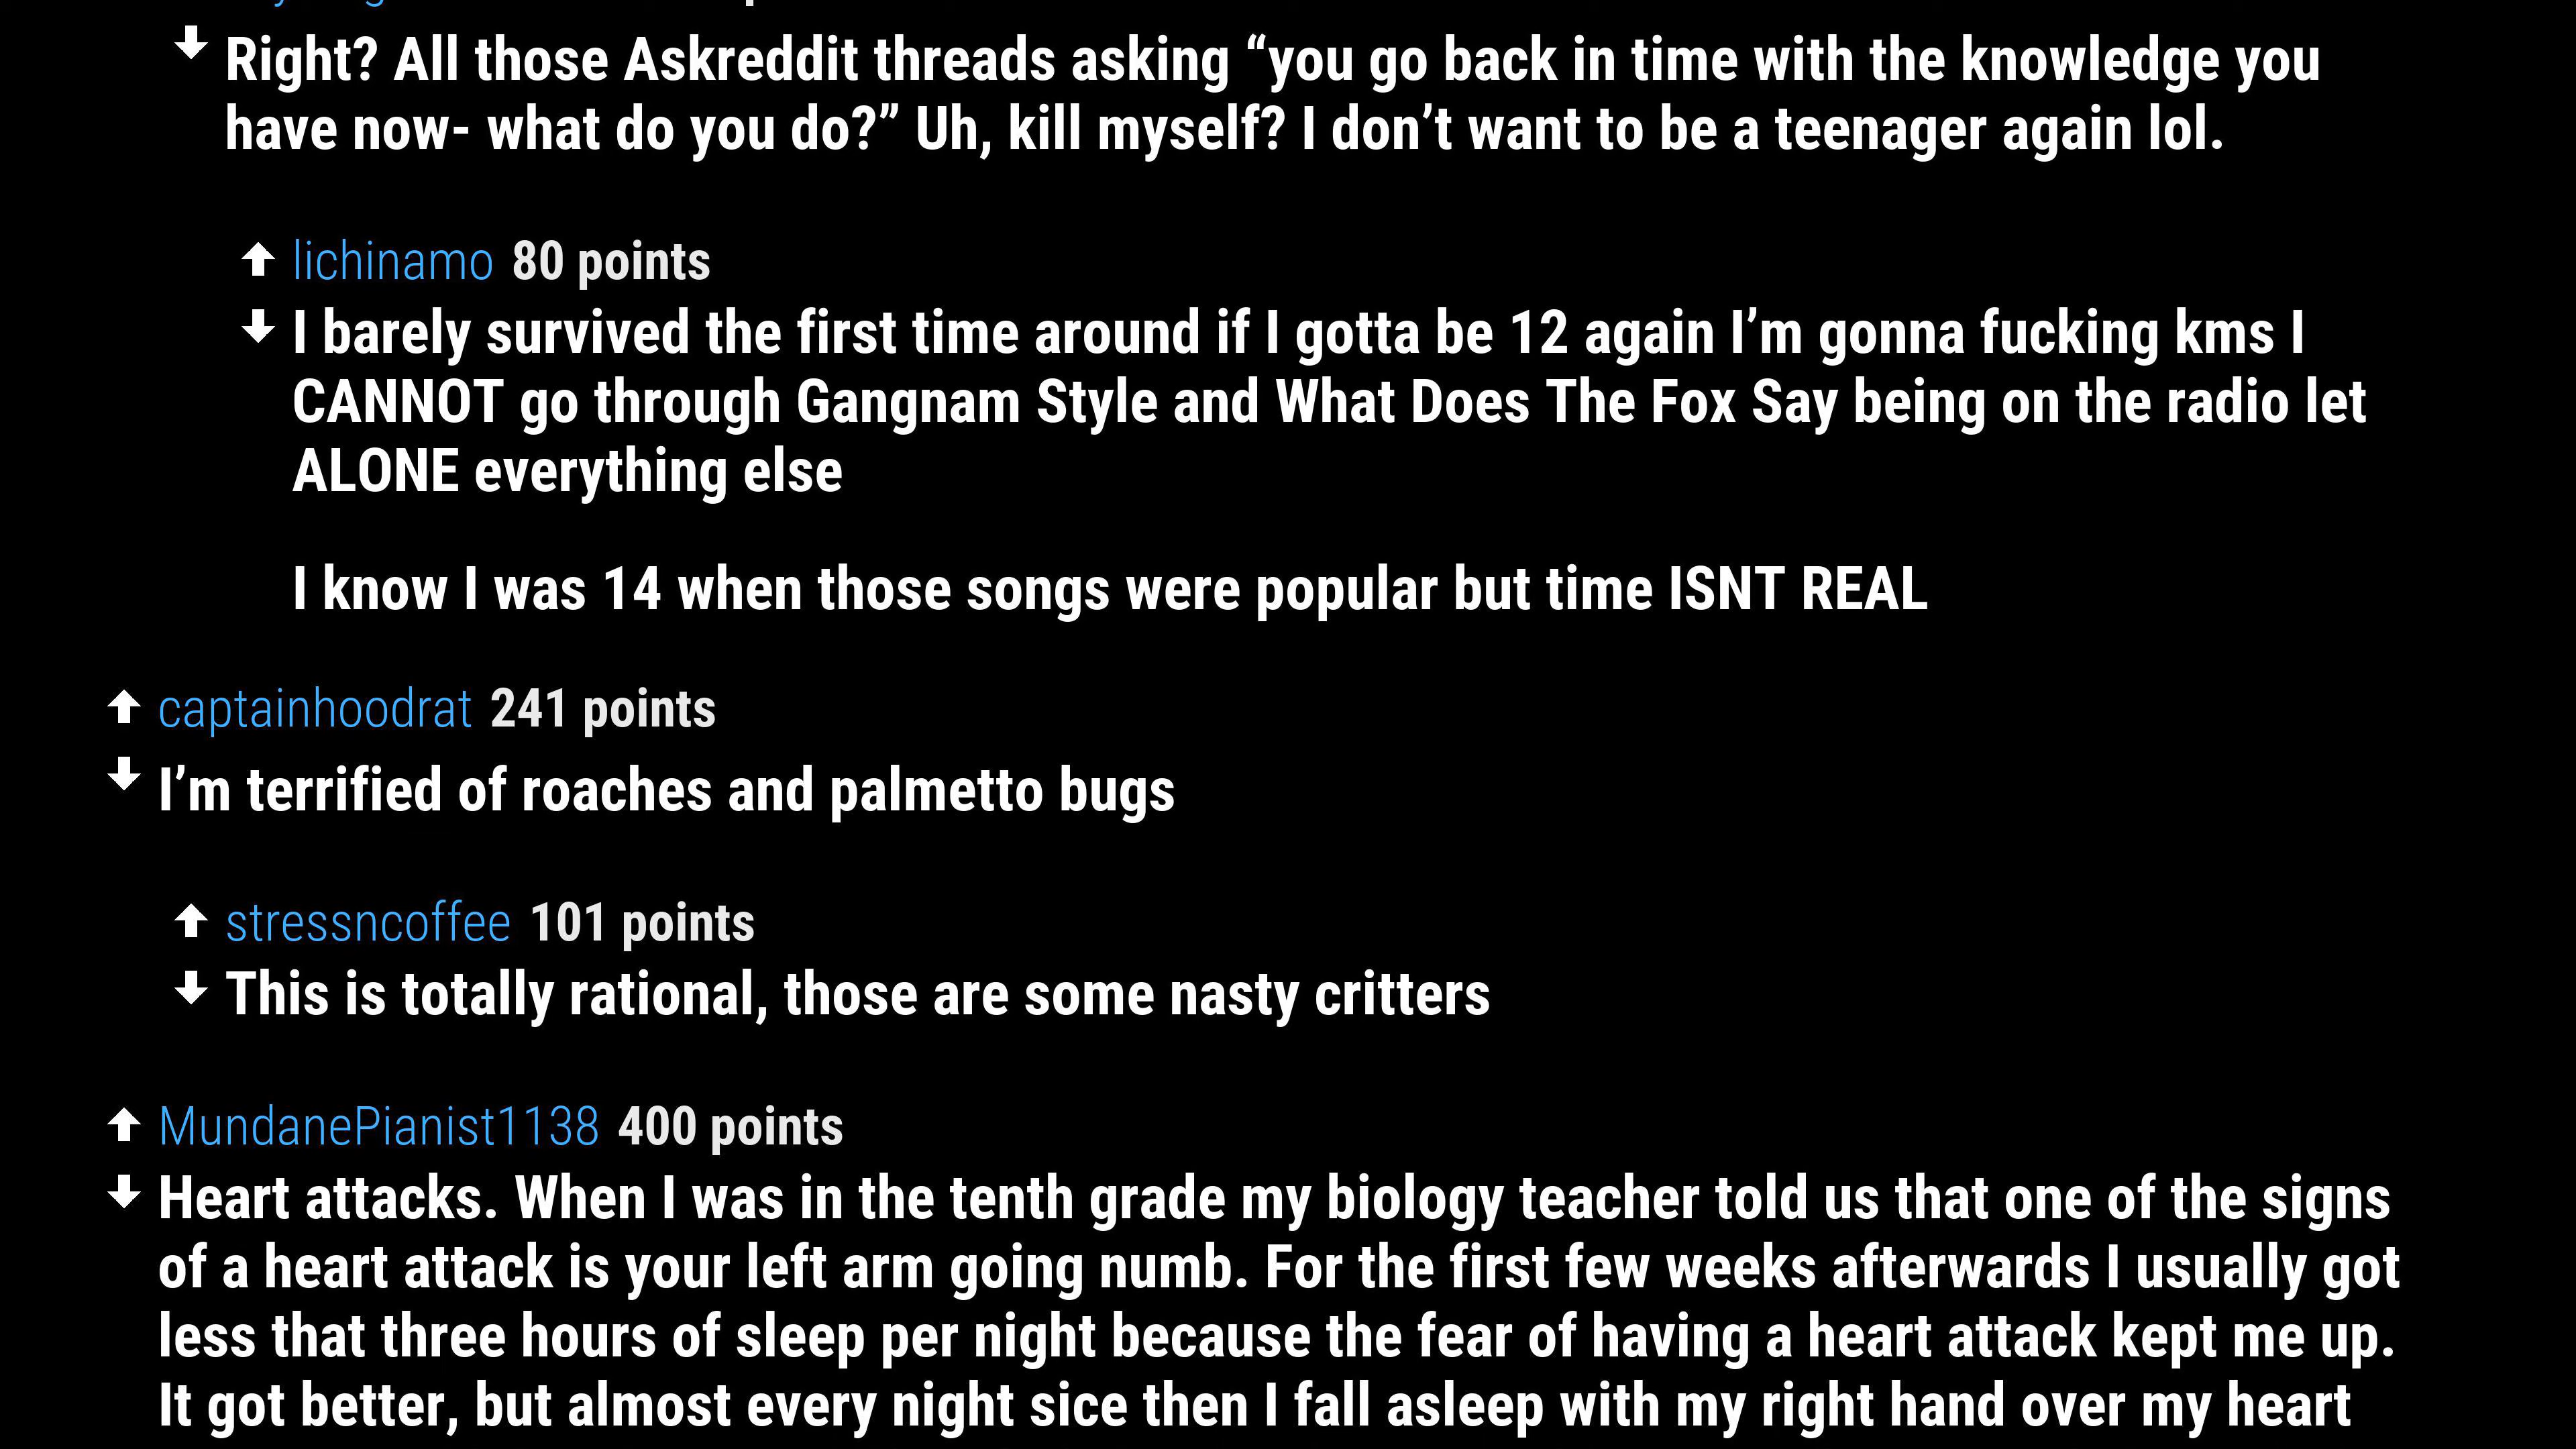 Right? All those Askreddit threads asking “you go back in time with the knowledge you
have now- what do you do?” Uh, kill myself? I don’t want to be a teenager again lol.
lichinamo 80 points
I barely survived the first time around if I gotta be 12 again I’m gonna fucking kms I
CANNOT go through Gangnam Style and What Does The Fox Say being on the radio let
ALONE everything else
I know I was 14 when those songs were popular but time ISNT REAL
captainhoodrat 241 points
I’m terrified of roaches and palmetto bugs
stressncoffee 101 points
This is totally rational, those are some nasty critters
MundanePianist1138 400 points
Heart attacks. When I was in the tenth grade my biology teacher told us that one of the signs
of a heart attack is your left arm going numb. For the first few weeks afterwards I usually got
less that three hours of sleep per night because the fear of having a heart attack kept me up.
It got better, but almost every night sice then I fall asleep with my right hand over my heart